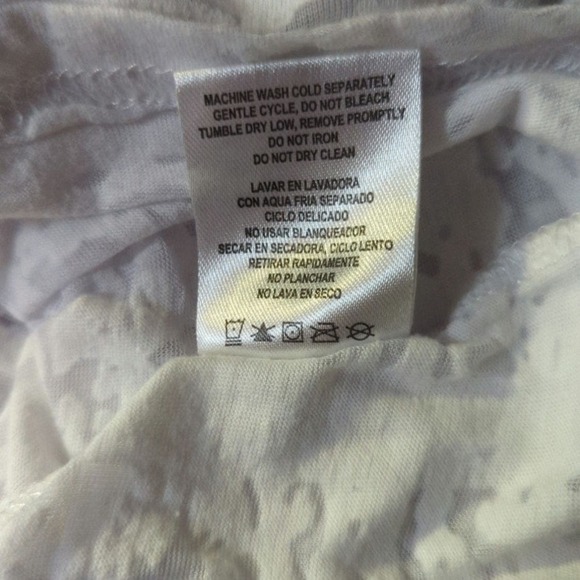 MACHINE WASH COLD SEPARATELY
GENTLE CYCLE, DO NOT BLEACH
TUMBLE DRY LOW, REMOVE PROMPTLY
DO NOT IRON
DO NOT DRY CLEAN
LAVAR EN LAVADORA
CON AQUA FRIA SEPARADO
CICLO DELICADO
NO USAR BLANQUEADOR
SECAR EN SECADORA, CICLO LENTO
RETIRAR RAPIDAMENTE
NO PLANCHAR
NO LAVA EN SECO